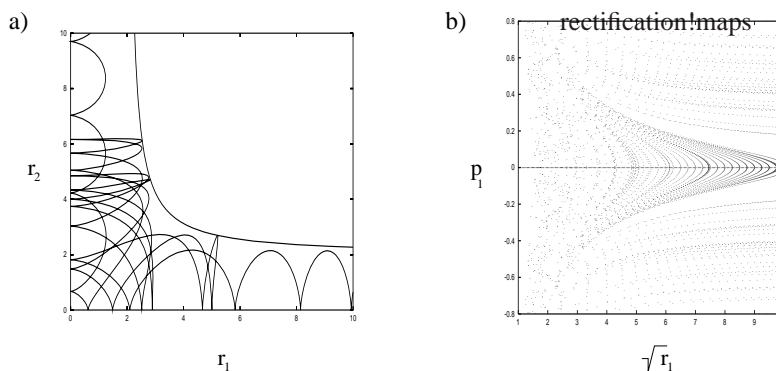 a)
10
8
6
r2
4
2
0
0 2 4 6 8 10
r1
b)
rectification!maps
0.8
0.6
0.4
0.2
p1 0
-0.2
-0.4
-0.6
-0.8
1 2 3 4 5 6 7 8 9
√r1